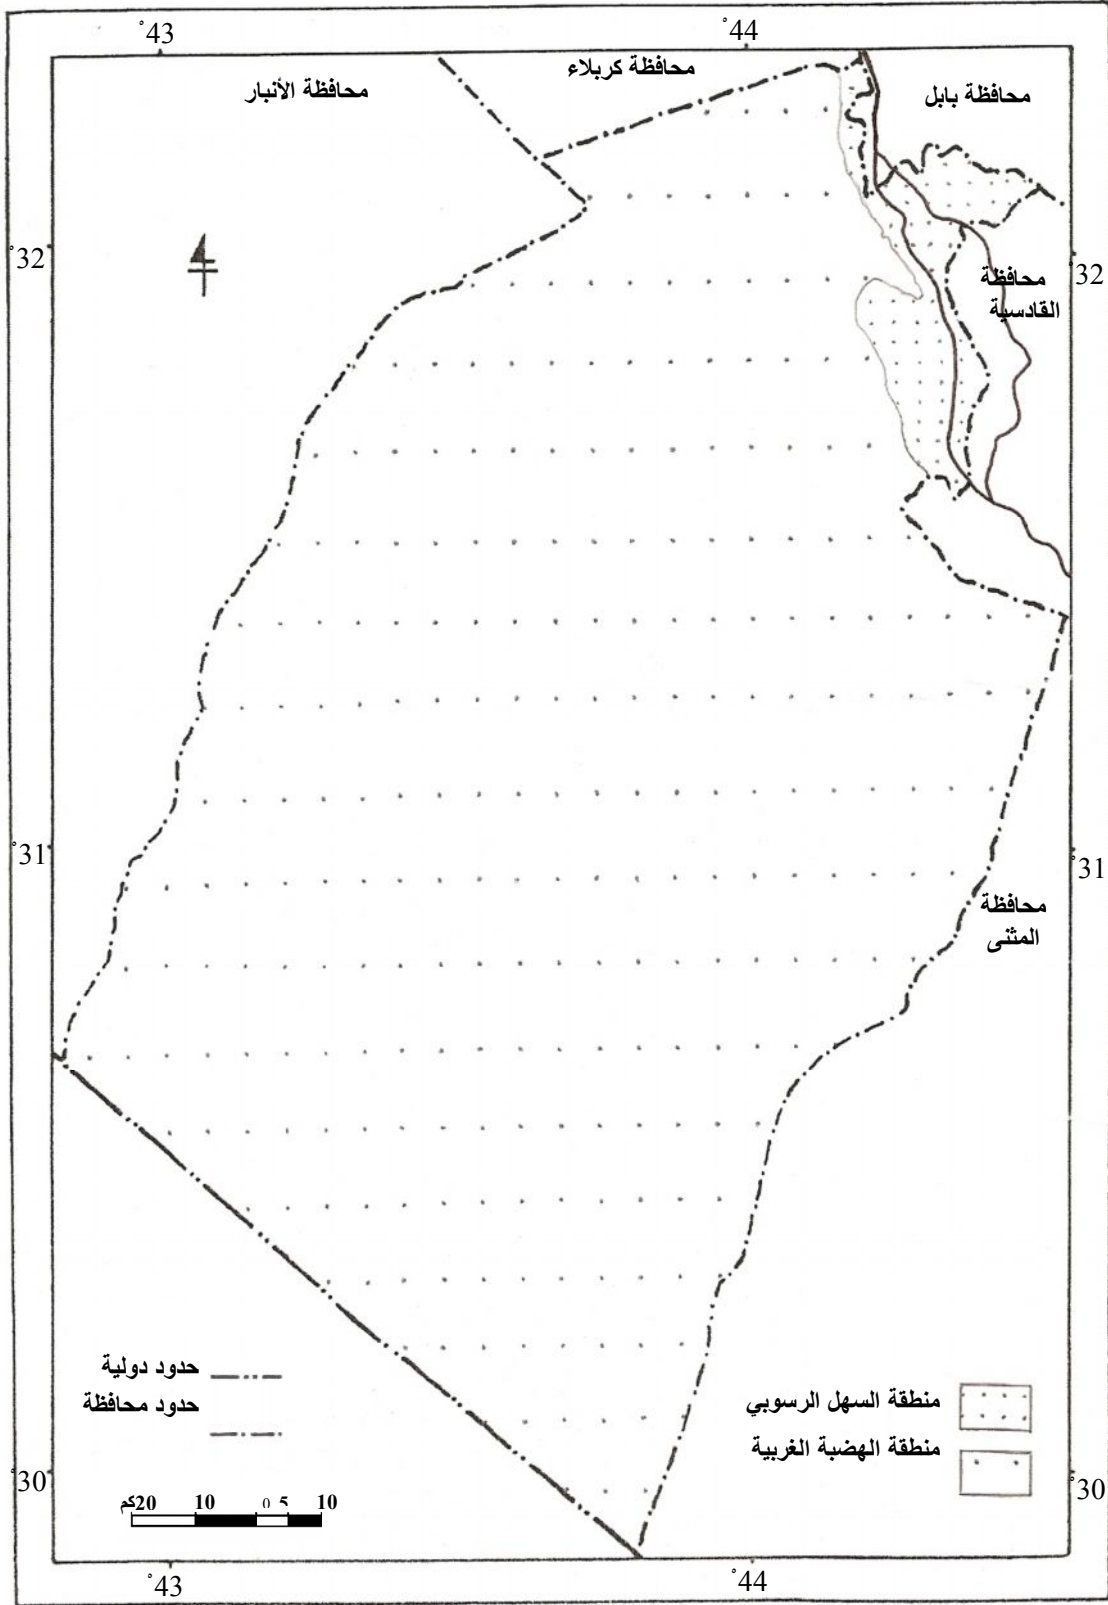 °43 °44
محافظة كربلاء
محافظة الأنبار
محافظة بابل
°32 °32
محافظة
القادسية
°31 °31
محافظة
المثنى
حدود دولية
حدود محافظة
منطقة السهل الرسوبي
منطقة الهضبة الغربية
°30 °30
كم20 10 0 5 10
°43 °44